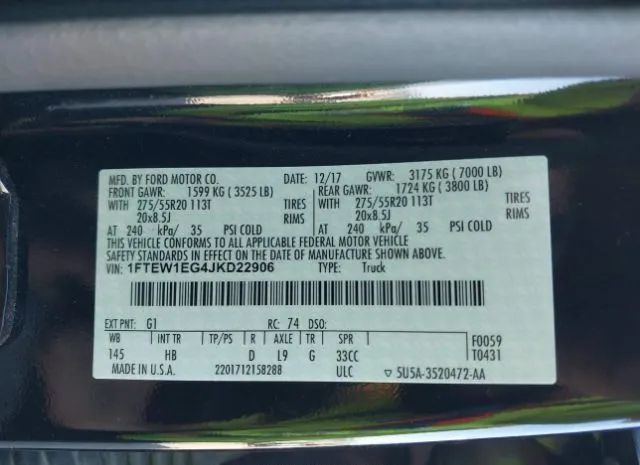 MFD. BY FORD MOTOR CO. DATE: 12/17 GVWR: 3175 KG ( 7000 LB)
FRONT GAWR: 1599 KG ( 3525 LB) REAR GAWR: 1724 KG ( 3800 LB)
WITH 275/55R20 113T TIRES WITH 275/55R20 113T
20x8.5J RIMS 20x8.5J
AT 240 kPa/ 35 PSI COLD AT 240 kPa/ 35 PSI COLD
THIS VEHICLE CONFORMS TO ALL APPLICABLE FEDERAL MOTOR VEHICLE
SAFETY STANDARDS IN EFFECT ON THE DATE OF MANUFACTURE SHOWN ABOVE.
VIN: 1FTEW1EG4JKD22906 TYPE: Truck
EXT PNT: G1 RC: 74 DSO:
WB INT TR TP/PS R AXLE TR SPR F0059
145 HB D L9 G 33CC T0431
MADE IN U.S.A. 2201712158288 ULC 5U5A-3520472-AA